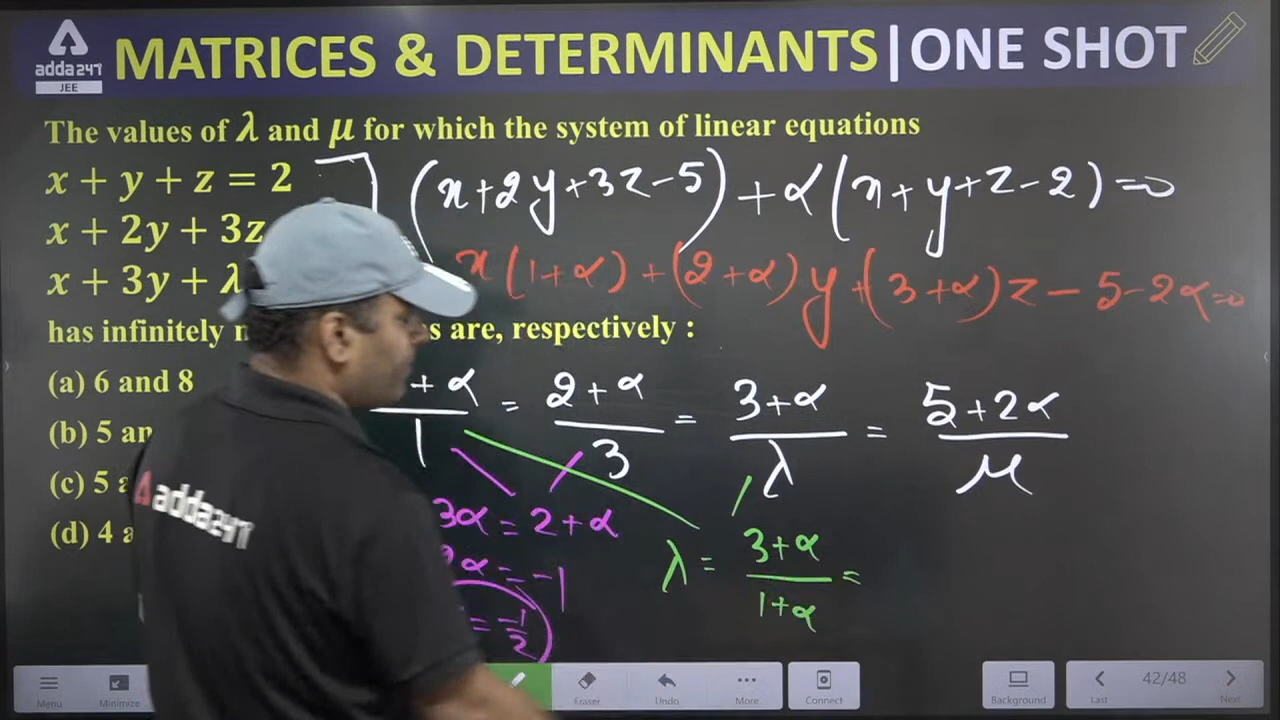 adda247
JEE
MATRICES & DETERMINANTS | ONE SHOT
The values of λ and μ for which the system of linear equations
x + y + z = 2
x + 2y + 3z
x + 3y + λ
has infinitely
are, respectively :
(a) 6 and 8
(b) 5
(c) 5
(d) 4
(x+2y+3z-5) + α(x+y+z-2)=0
x(1+α) + (2+α)y + (3+α)z - 5-2α=0
+ α / 1 = 2+α / 3 = 3+α / λ = 5+2α / μ
3α = 2+α
α = -1
= -1/2
λ = 3+α / 1+α =
adda247
Menu
Minimize
Eraser
Undo
More
Connect
Background
Last
42/48
Next